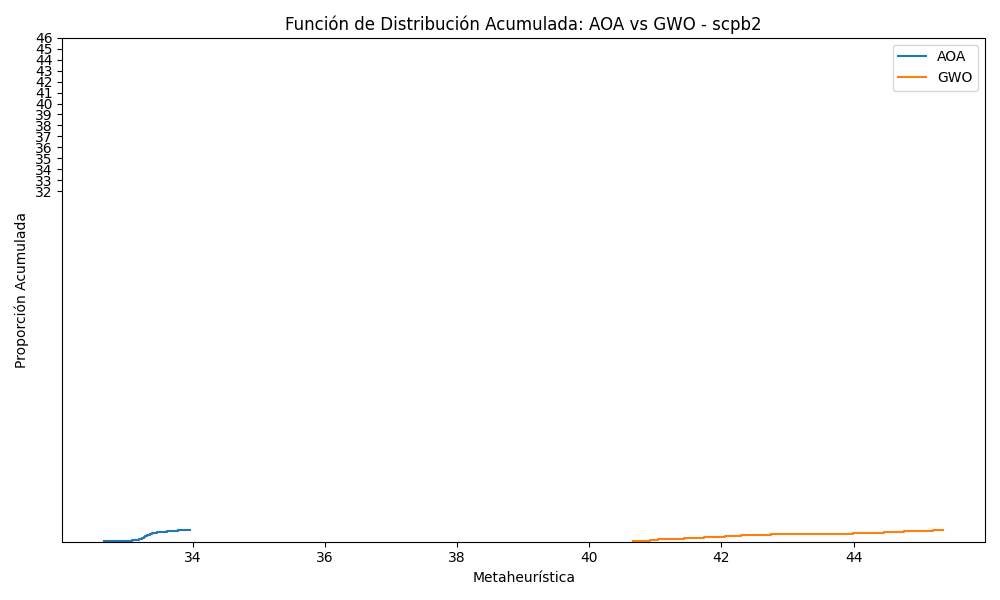 Función de Distribución Acumulada: AOA vs GWO - scpb2
46
45
44
43
42
41
40
39
38
37
36
35
34
33
32
Proporción Acumulada
AOA
GWO
34 36 38 40 42 44
Metaheurística